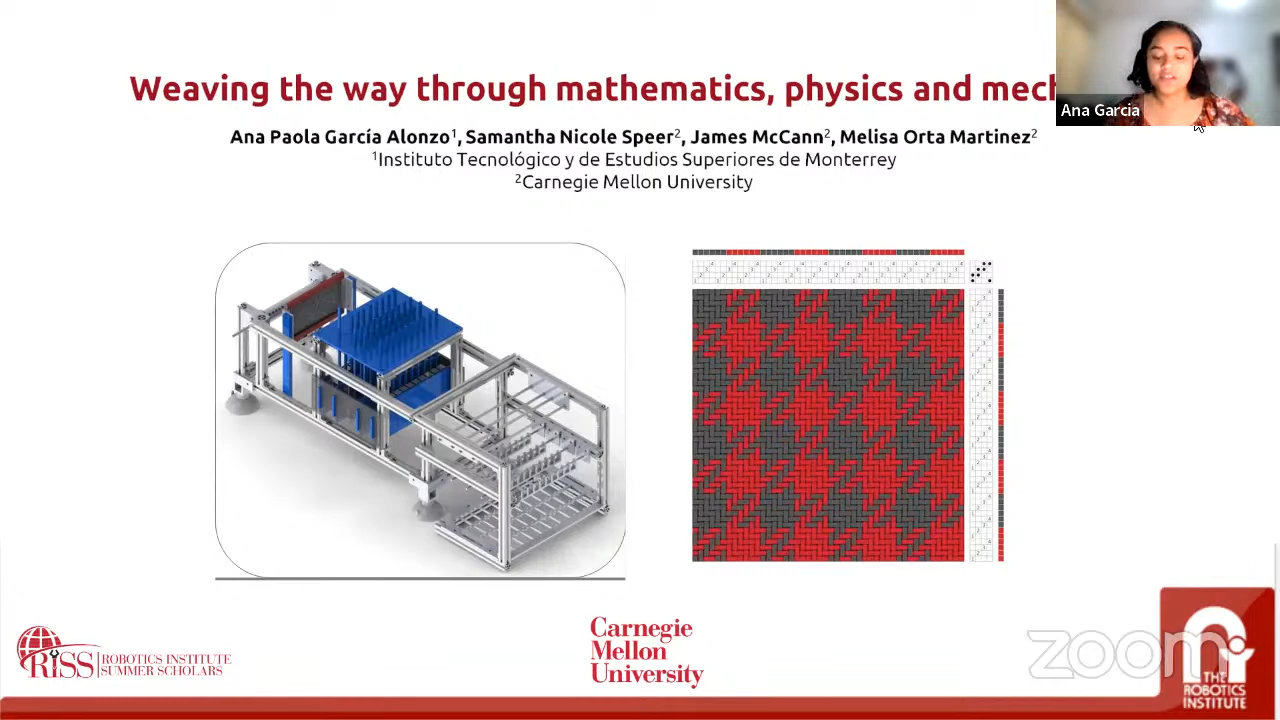 Weaving the way through mathematics, physics and mech
Ana Garcia
Ana Paola García Alonzo¹, Samantha Nicole Speer², James McCann², Melisa Orta Martinez²
¹Instituto Tecnológico y de Estudios Superiores de Monterrey
²Carnegie Mellon University
RiSS ROBOTICS INSTITUTE
SUMMER SCHOLARS
Carnegie
Mellon
University
zoom
THE
ROBOTICS
INSTITUTE